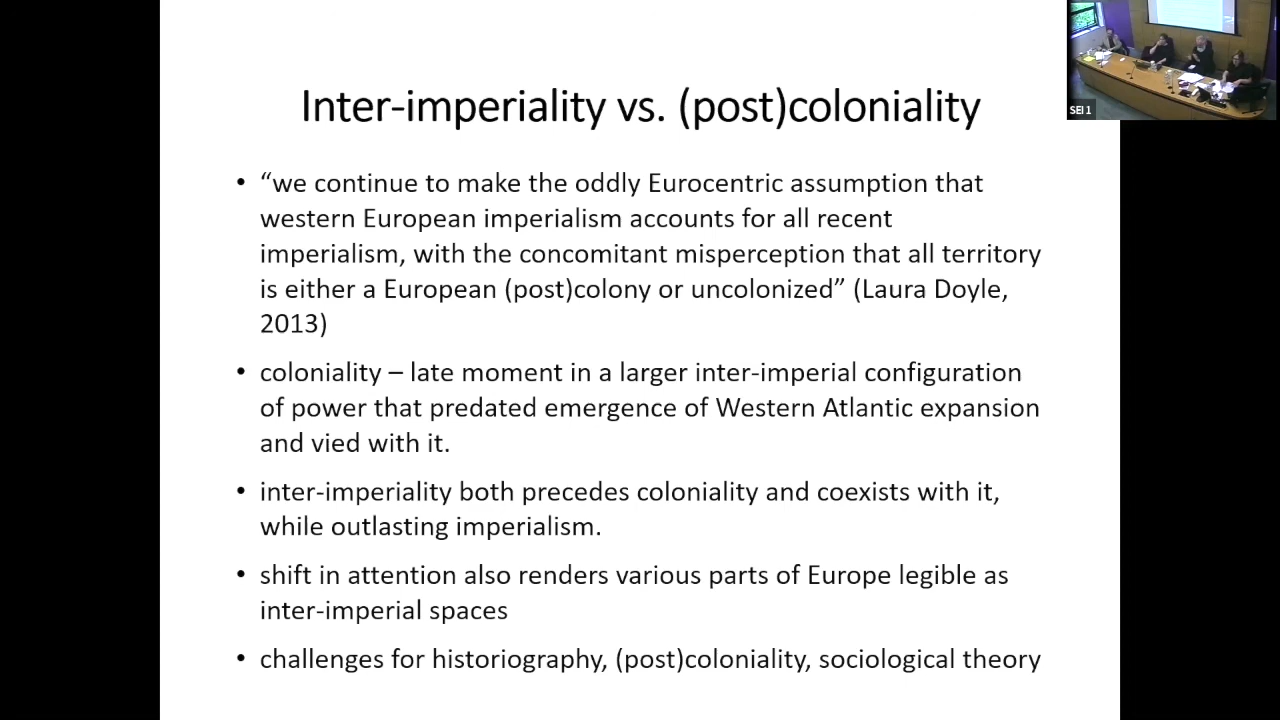 Inter-imperiality vs. (post)coloniality
• “we continue to make the oddly Eurocentric assumption that
western European imperialism accounts for all recent
imperialism, with the concomitant misperception that all territory
is either a European (post)colony or uncolonized” (Laura Doyle,
2013)
• coloniality – late moment in a larger inter-imperial configuration
of power that predated emergence of Western Atlantic expansion
and vied with it.
• inter-imperiality both precedes coloniality and coexists with it,
while outlasting imperialism.
• shift in attention also renders various parts of Europe legible as
inter-imperial spaces
• challenges for historiography, (post)coloniality, sociological theory
SEI 1